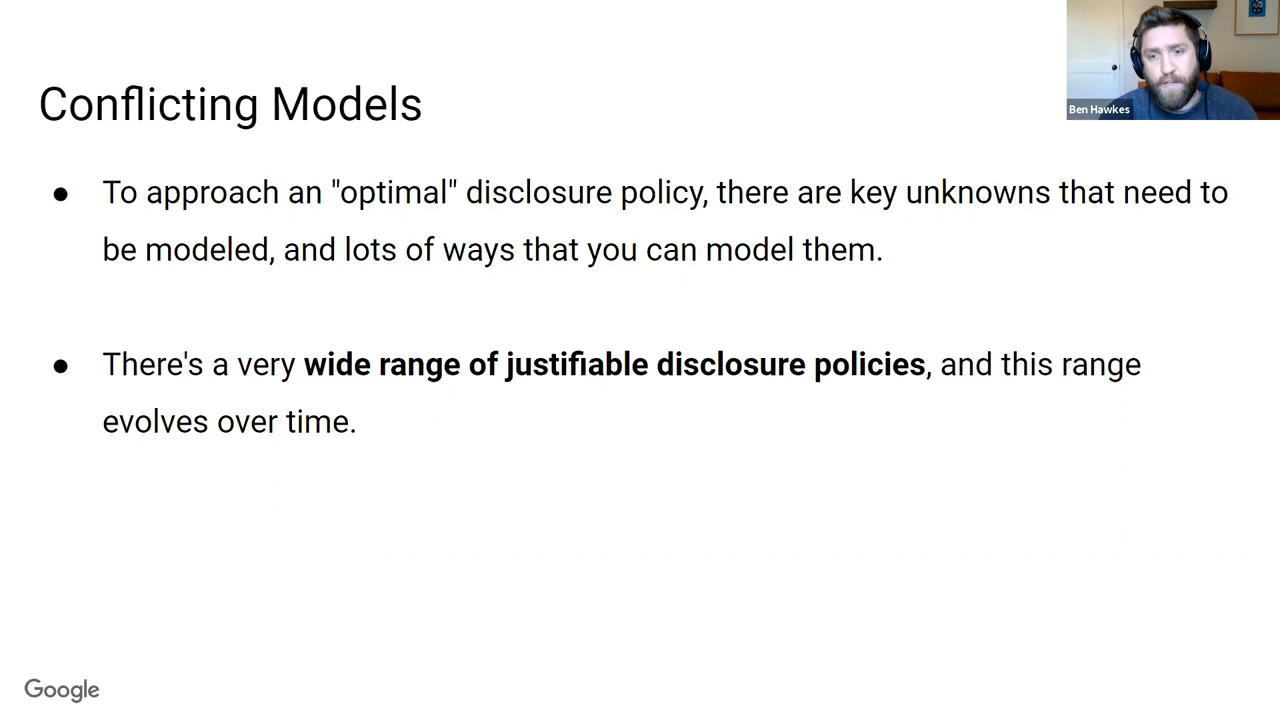 Ben Hawkes
Conflicting Models
● To approach an "optimal" disclosure policy, there are key unknowns that need to
be modeled, and lots of ways that you can model them.
● There's a very wide range of justifiable disclosure policies, and this range
evolves over time.
Google